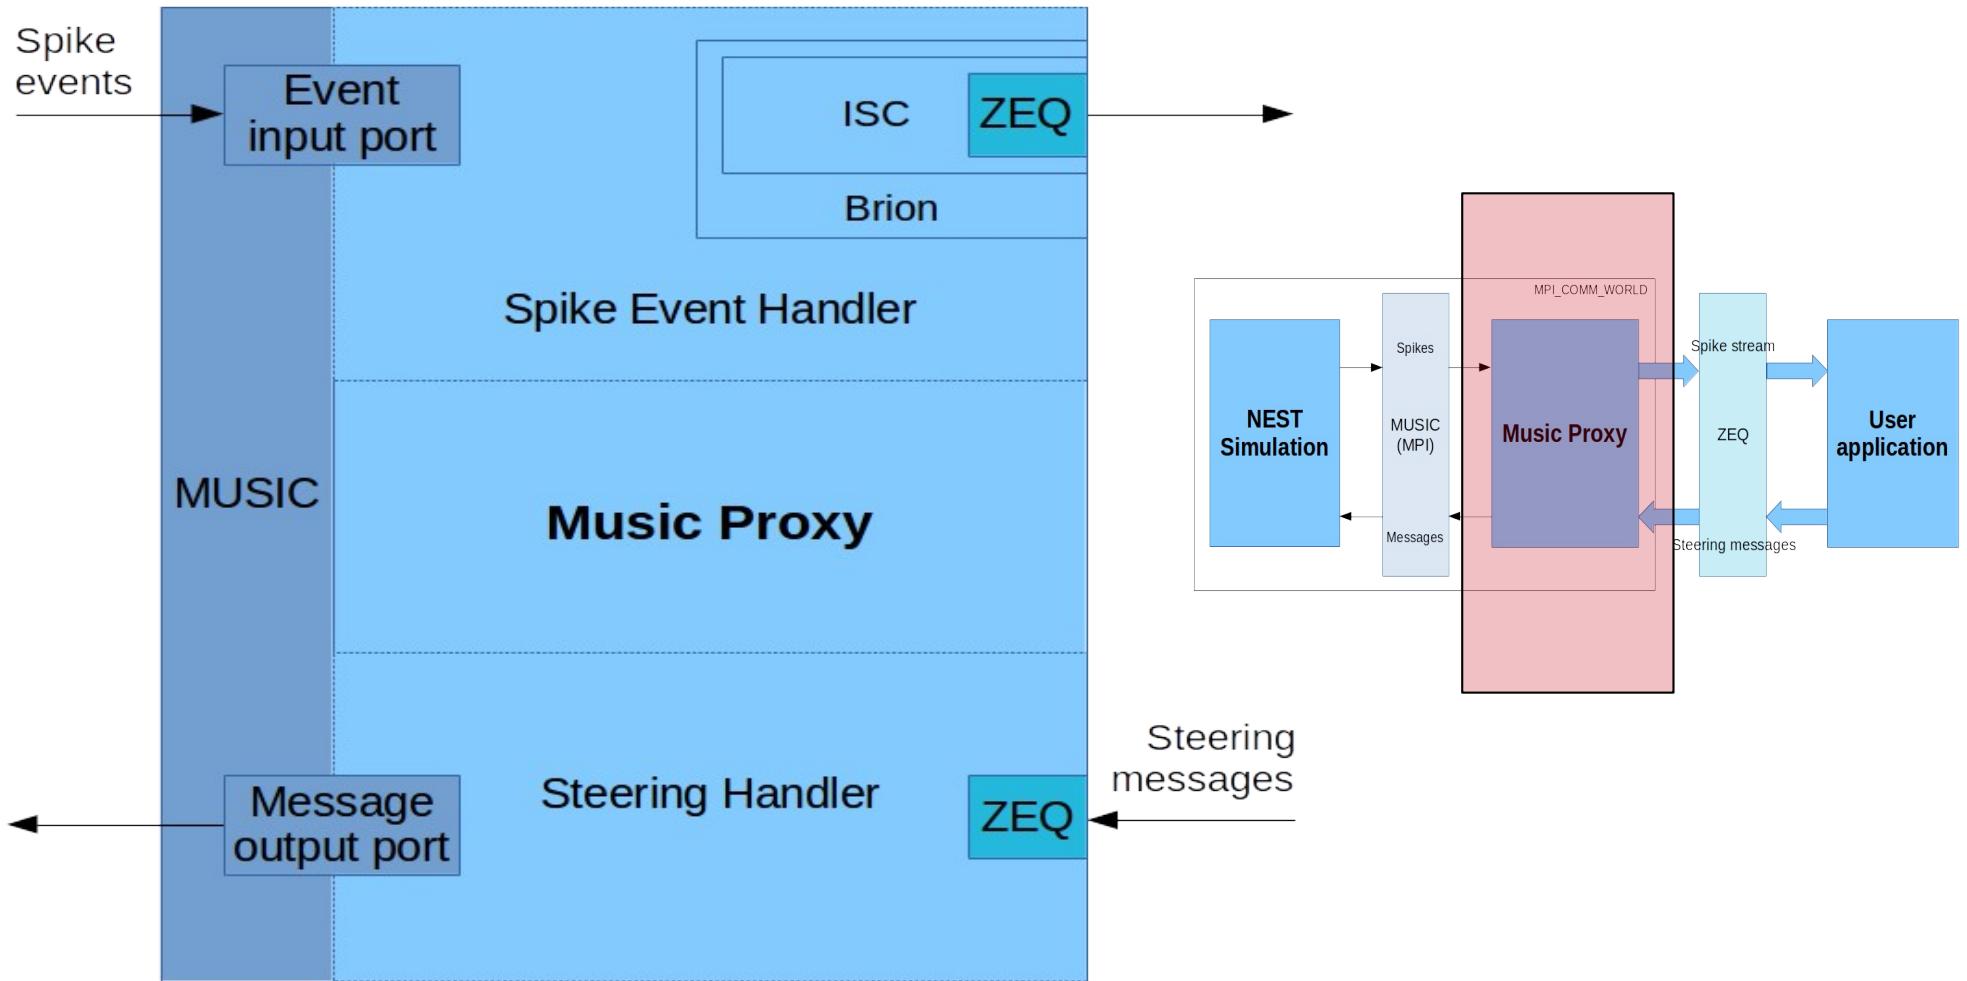 Spike
events
Event
input port
ISC
ZEQ
Brion
Spike Event Handler
MUSIC
Music Proxy
Steering Handler
Message
output port
ZEQ
Steering
messages
MPI_COMM_WORLD
NEST
Simulation
Spikes
MUSIC
(MPI)
Messages
Music Proxy
Spike stream
ZEQ
Steering messages
User
application